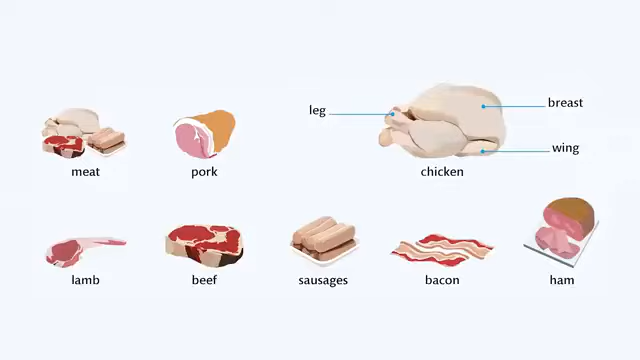 leg
breast
wing
meat
pork
chicken
lamb
beef
sausages
bacon
ham